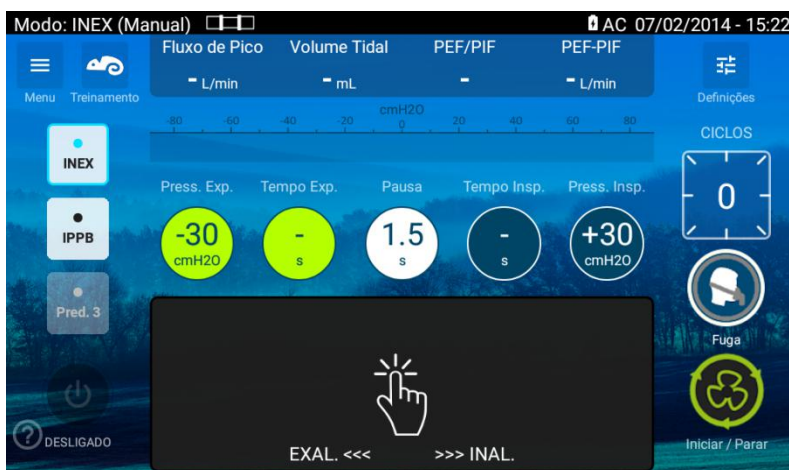 Modo: INEX (Manual) AC 07/02/2014 - 15:22
Fluxo de Pico Volume Tidal PEF/PIF PEF-PIF
- L/min - mL - - L/min
Menu Treinamento Definições
cmH2O
-80 -60 -40 -20 0 20 40 60 80
CICLOS
INEX
Press. Exp. Tempo Exp. Pausa Tempo Insp. Press. Insp.
0
-30 - 1.5 - +30
cmH2O s s s cmH2O
IPPB
Pred. 3
Fuga
DESLIGADO
EXAL. <<< >>> INAL.
Iniciar / Parar